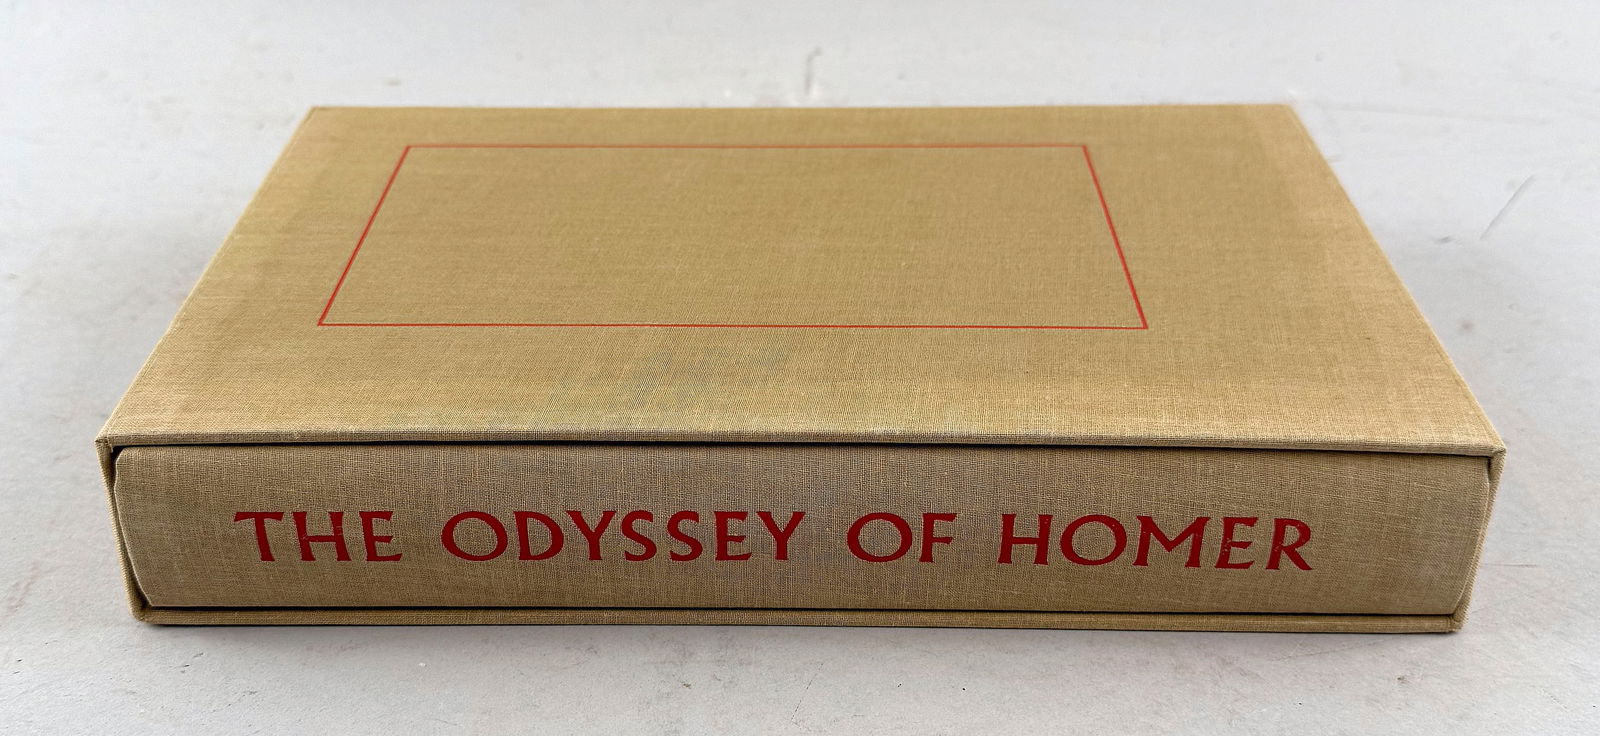 THE ODYSSEY OF HOMER